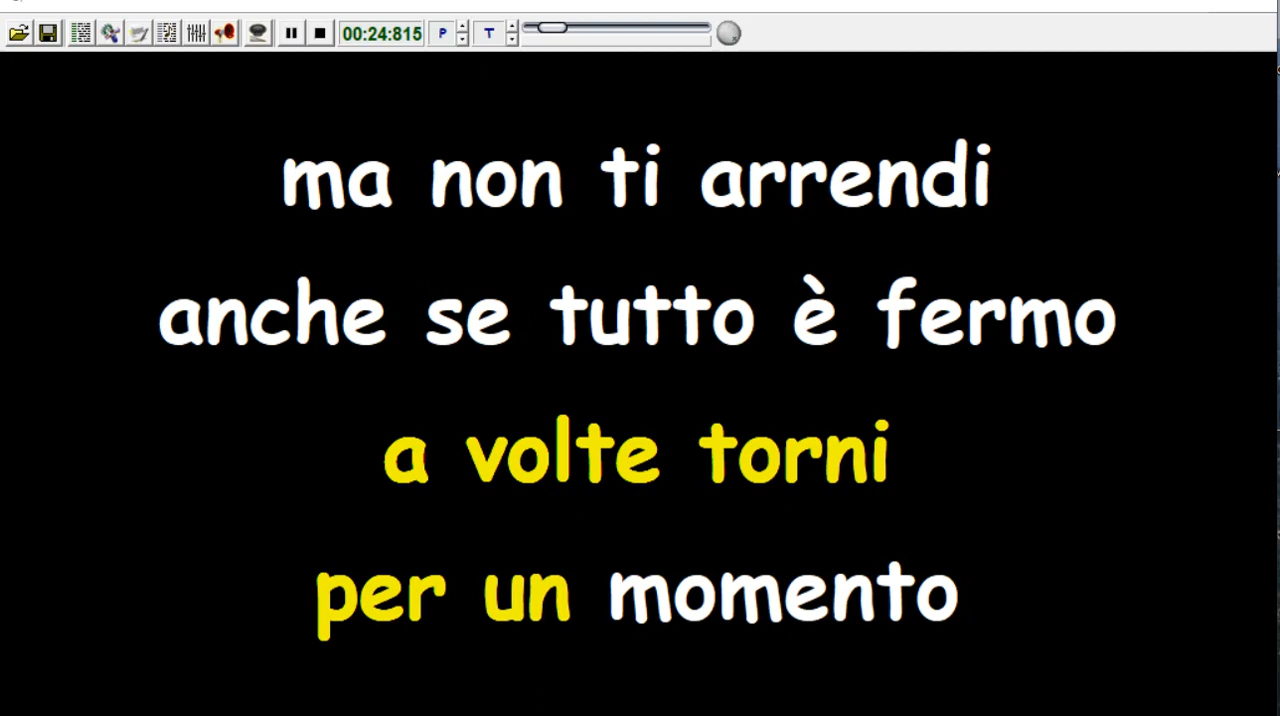 00:24:815 P T
ma non ti arrendi
anche se tutto è fermo
a volte torni
per un momento